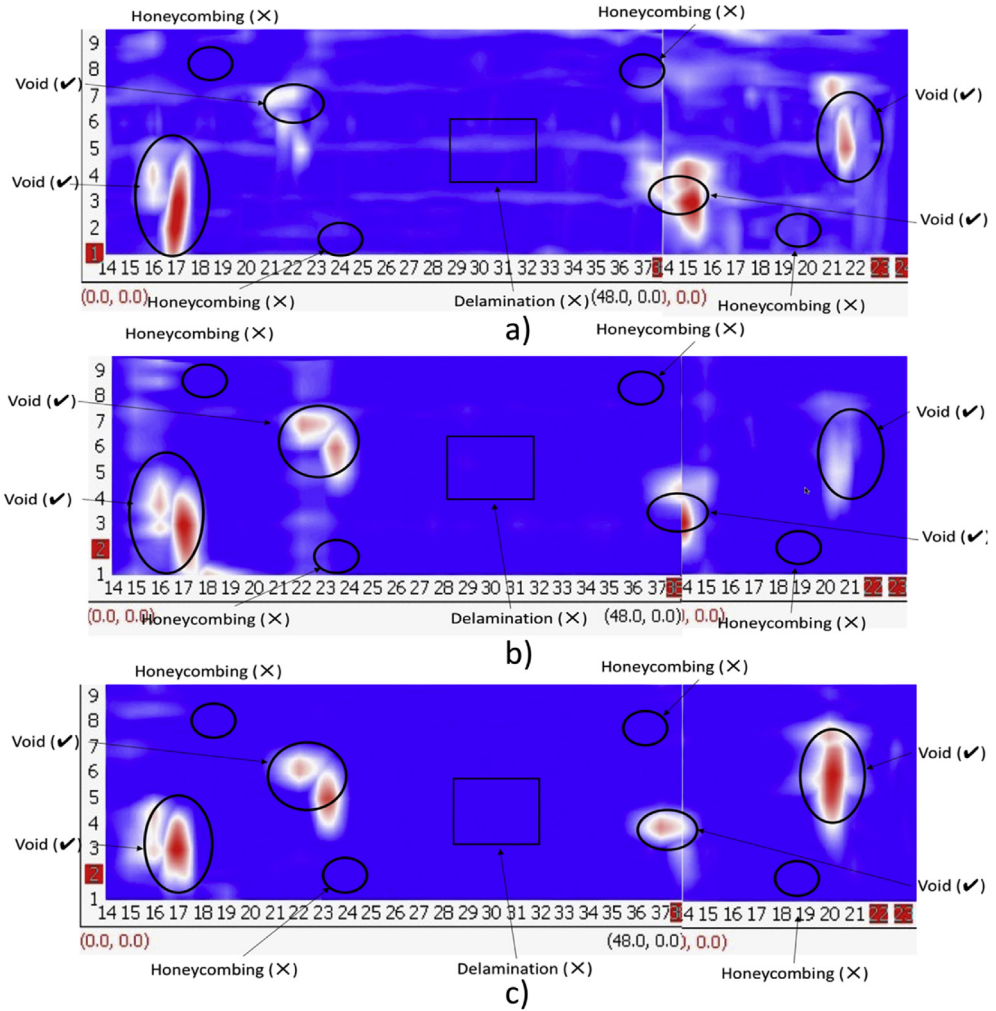 Honeycombing (✕)
Honeycombing (✕)
9
8
Void (✔)
7
Void (✔)
6
5
Void (✔)
4
3
Void (✔)
2
1
14 15 16 17 18 19 20 21 22 23 24 25 26 27 28 29 30 31 32 33 34 35 36 37 14 15 16 17 18 19 20 21 22 23
(0.0, 0.0) Honeycombing (✕) Delamination (✕) (48.0, 0.0) ), 0.0) Honeycombing (✕)
a)
Honeycombing (✕)
Honeycombing (✕)
9
8
Void (✔)
Void (✔)
7
6
5
Void (✔)
4
3
Void (✔)
2
1
14 15 16 17 18 19 20 21 22 23 24 25 26 27 28 29 30 31 32 33 34 35 36 37 38 4 15 16 17 18 19 20 21 22 23
(0.0, 0.0) Honeycombing (✕) Delamination (✕) (48.0, 0.0) ), 0.0) Honeycombing (✕)
b)
Honeycombing (✕)
Honeycombing (✕)
9
8
Void (✔)
7
Void (✔)
6
5
4
Void (✔)
3
2
Void (✔)
1
14 15 16 17 18 19 20 21 22 23 24 25 26 27 28 29 30 31 32 33 34 35 36 37 14 15 16 17 18 19 20 21 22 23
(0.0, 0.0) (48.0, 0.0) ), 0.0)
Honeycombing (✕) Delamination (✕) Honeycombing (✕)
c)